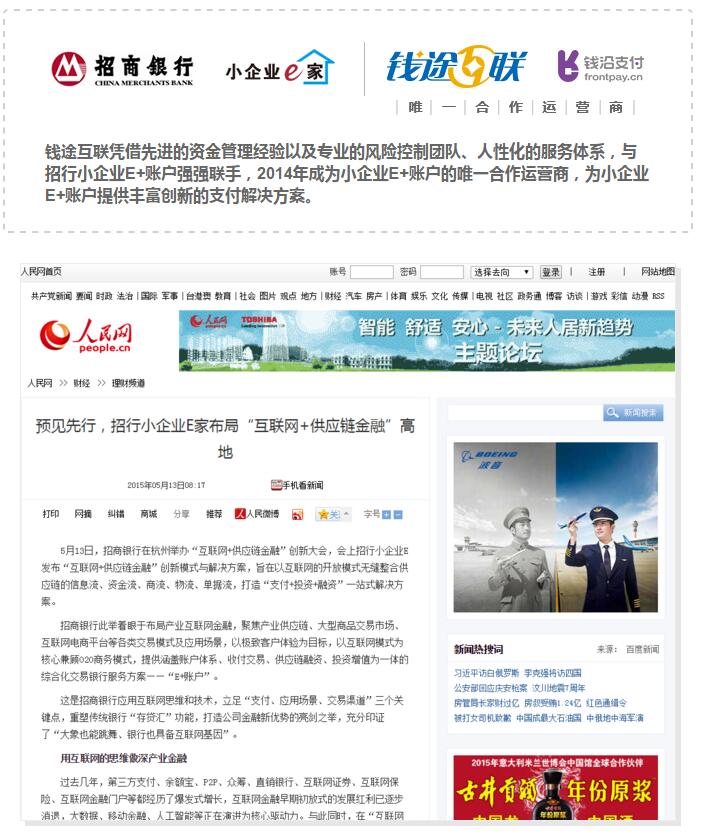 招商银行
CHINA MERCHANTS BANK
小企业e家
钱途互联
钱沿支付
frontpay.cn
唯一合作运营商
钱途互联凭借先进的资金管理经验以及专业的风险控制团队、人性化的服务体系，与
招行小企业E+账户强强联手，2014年成为小企业E+账户的唯一合作运营商，为小企业
E+账户提供丰富创新的支付解决方案。
人民网首页 账号 密码 选择去向 登录 | 注册 | 网站地图
共产党新闻 要闻 时政 法治 | 国际 军事 | 台港澳 教育 | 社会 图片 观点 地方 | 财经 汽车 房产 | 体育 娱乐 文化 传媒 | 电视 社区 政务通 博客 访谈 | 游戏 彩信 动漫 RSS
人民网
people.cn
人民网 TOSHIBA
Leading Innovation >>>
智能 舒适 安心 - 未来人居新趋势
主题论坛
人民网 >> 财经 >> 理财频道
预见先行，招行小企业E家布局“互联网+供应链金融”高
地
2015年05月13日08:17 手机看新闻
打印 网摘 纠错 商城 分享 推荐 人民微博 关注 字号
5月13日，招商银行在杭州举办“互联网+供应链金融”创新大会，会上招行小企业E
发布“互联网+供应链金融”创新模式与解决方案，旨在以互联网的开放模式无缝整合供
应链的信息流、资金流、商流、物流、单据流，打造“支付+投资+融资”一站式解决方
案。
招商银行此举着眼于布局产业互联网金融，聚焦产业供应链、大型商品交易市场、
互联网电商平台等各类交易模式及应用场景，以极致客户体验为目标，以互联网模式为
核心兼顾O2O商务模式，提供涵盖账户体系、收付交易、供应链融资、投资增值为一体的
综合化交易银行服务方案——“E+账户”。
这是招商银行应用互联网思维和技术，立足“支付、应用场景、交易渠道”三个关
键点，重塑传统银行“存贷汇”功能，打造公司金融新优势的亮剑之举，充分印证
了“大象也能跳舞、银行也具备互联网基因”。
用互联网的思维做深产业金融
过去几年，第三方支付、余额宝、P2P、众筹、直销银行、互联网证券、互联网保
险、互联网金融门户等都经历了爆发式增长，互联网金融早期初放式的发展红利已逐步
消退，大数据、移动金融、人工智能等正在演进为核心驱动力。与此同时，在“互联网
新闻搜索
BOEING
波音
新闻热搜词 来源： 百度新闻
习近平访白俄罗斯 李克强将访四国
公安部回应庆安枪案 汶川地震7周年
房管局长家财过亿 房叔受贿1.24亿 红色通缉令
被打女司机致歉 中国成最大石油国 中俄地中海军演
2015年意大利米兰世博会中国馆全球合作伙伴
古井贡酒 年份原浆
年份原浆